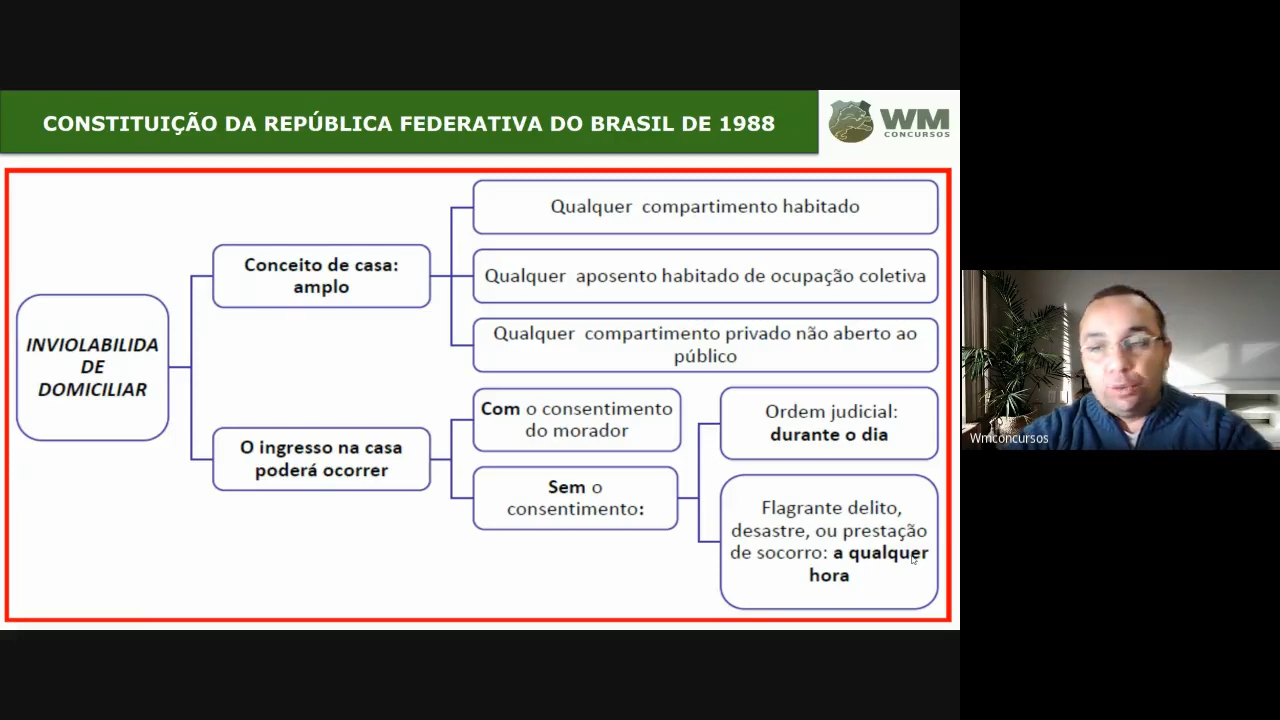 CONSTITUIÇÃO DA REPÚBLICA FEDERATIVA DO BRASIL DE 1988
WM
CONCURSOS
INVIOLABILIDA
DE
DOMICILIAR
Conceito de casa:
amplo
Qualquer compartimento habitado
Qualquer aposento habitado de ocupação coletiva
Qualquer compartimento privado não aberto ao
público
O ingresso na casa
poderá ocorrer
Com o consentimento
do morador
Sem o
consentimento:
Ordem judicial:
durante o dia
Flagrante delito,
desastre, ou prestação
de socorro: a qualquer
hora
Wmconcursos